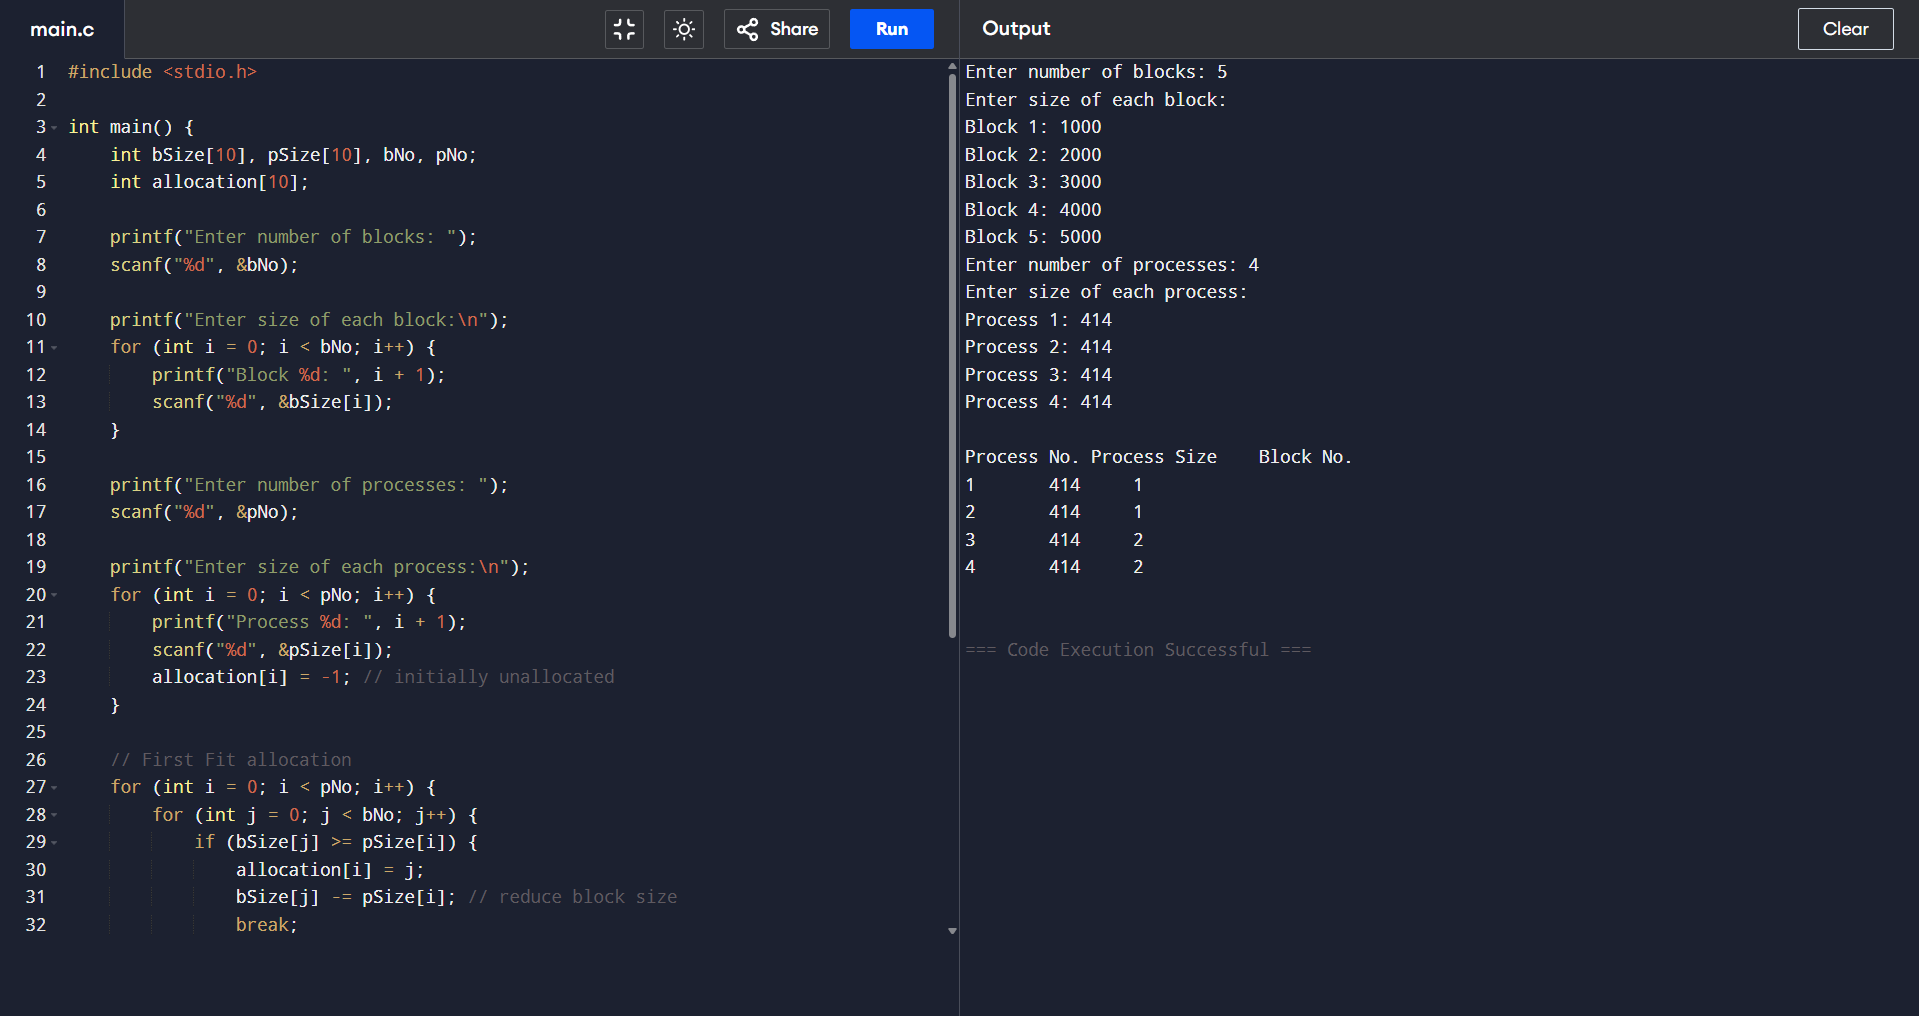 main.c
Share
Run
1 #include <stdio.h>
2
3 int main() {
4     int bSize[10], pSize[10], bNo, pNo;
5     int allocation[10];
6
7     printf("Enter number of blocks: ");
8     scanf("%d", &bNo);
9
10     printf("Enter size of each block:\n");
11     for (int i = 0; i < bNo; i++) {
12         printf("Block %d: ", i + 1);
13         scanf("%d", &bSize[i]);
14     }
15
16     printf("Enter number of processes: ");
17     scanf("%d", &pNo);
18
19     printf("Enter size of each process:\n");
20     for (int i = 0; i < pNo; i++) {
21         printf("Process %d: ", i + 1);
22         scanf("%d", &pSize[i]);
23         allocation[i] = -1; // initially unallocated
24     }
25
26     // First Fit allocation
27     for (int i = 0; i < pNo; i++) {
28         for (int j = 0; j < bNo; j++) {
29             if (bSize[j] >= pSize[i]) {
30                 allocation[i] = j;
31                 bSize[j] -= pSize[i]; // reduce block size
32                 break;
Output
Clear
Enter number of blocks: 5
Enter size of each block:
Block 1: 1000
Block 2: 2000
Block 3: 3000
Block 4: 4000
Block 5: 5000
Enter number of processes: 4
Enter size of each process:
Process 1: 414
Process 2: 414
Process 3: 414
Process 4: 414

Process No. Process Size    Block No.
1       414     1
2       414     1
3       414     2
4       414     2

=== Code Execution Successful ===